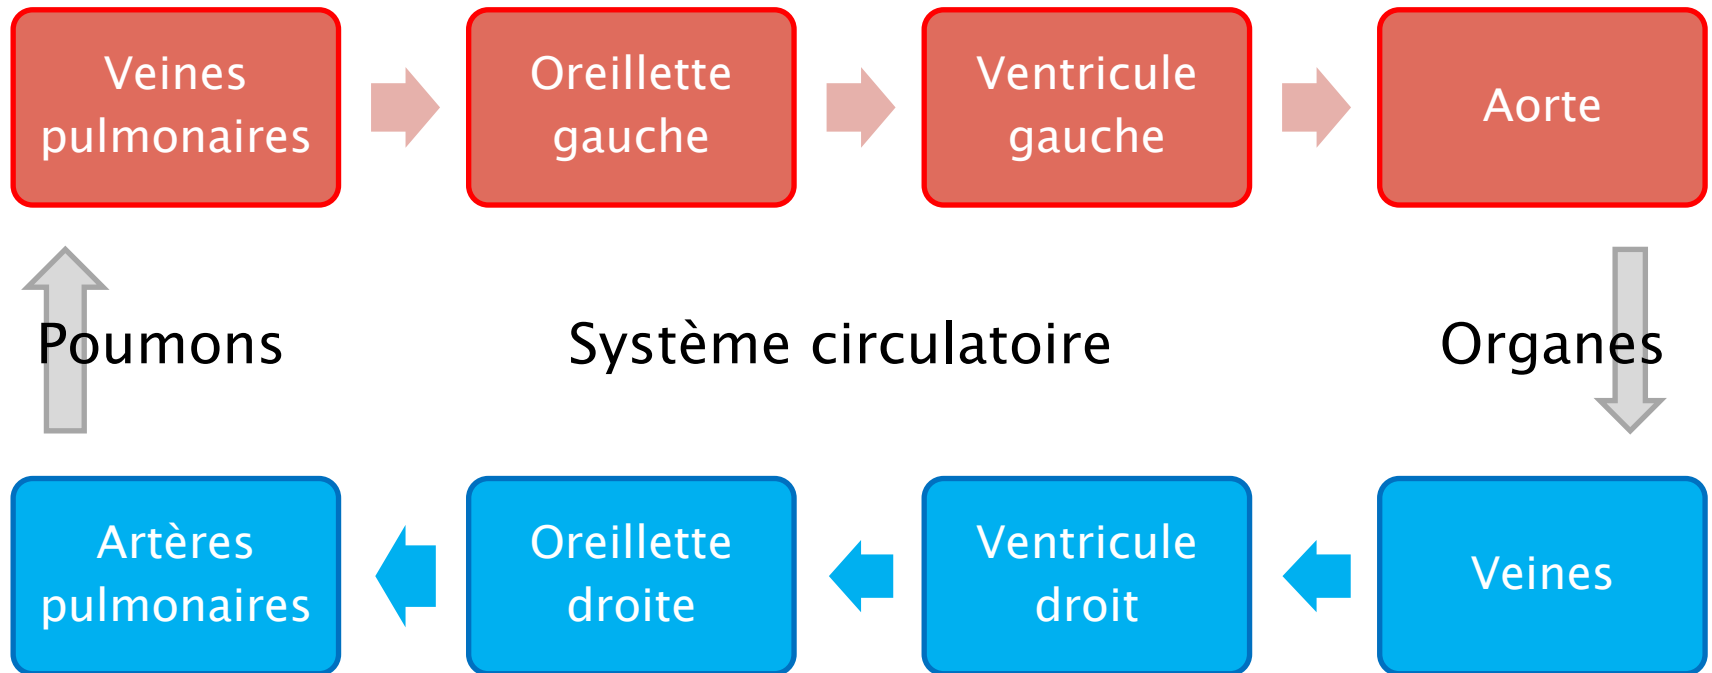 Veines
pulmonaires
Oreillette
gauche
Ventricule
gauche
Aorte
Poumons
Système circulatoire
Organes
Artères
pulmonaires
Oreillette
droite
Ventricule
droit
Veines